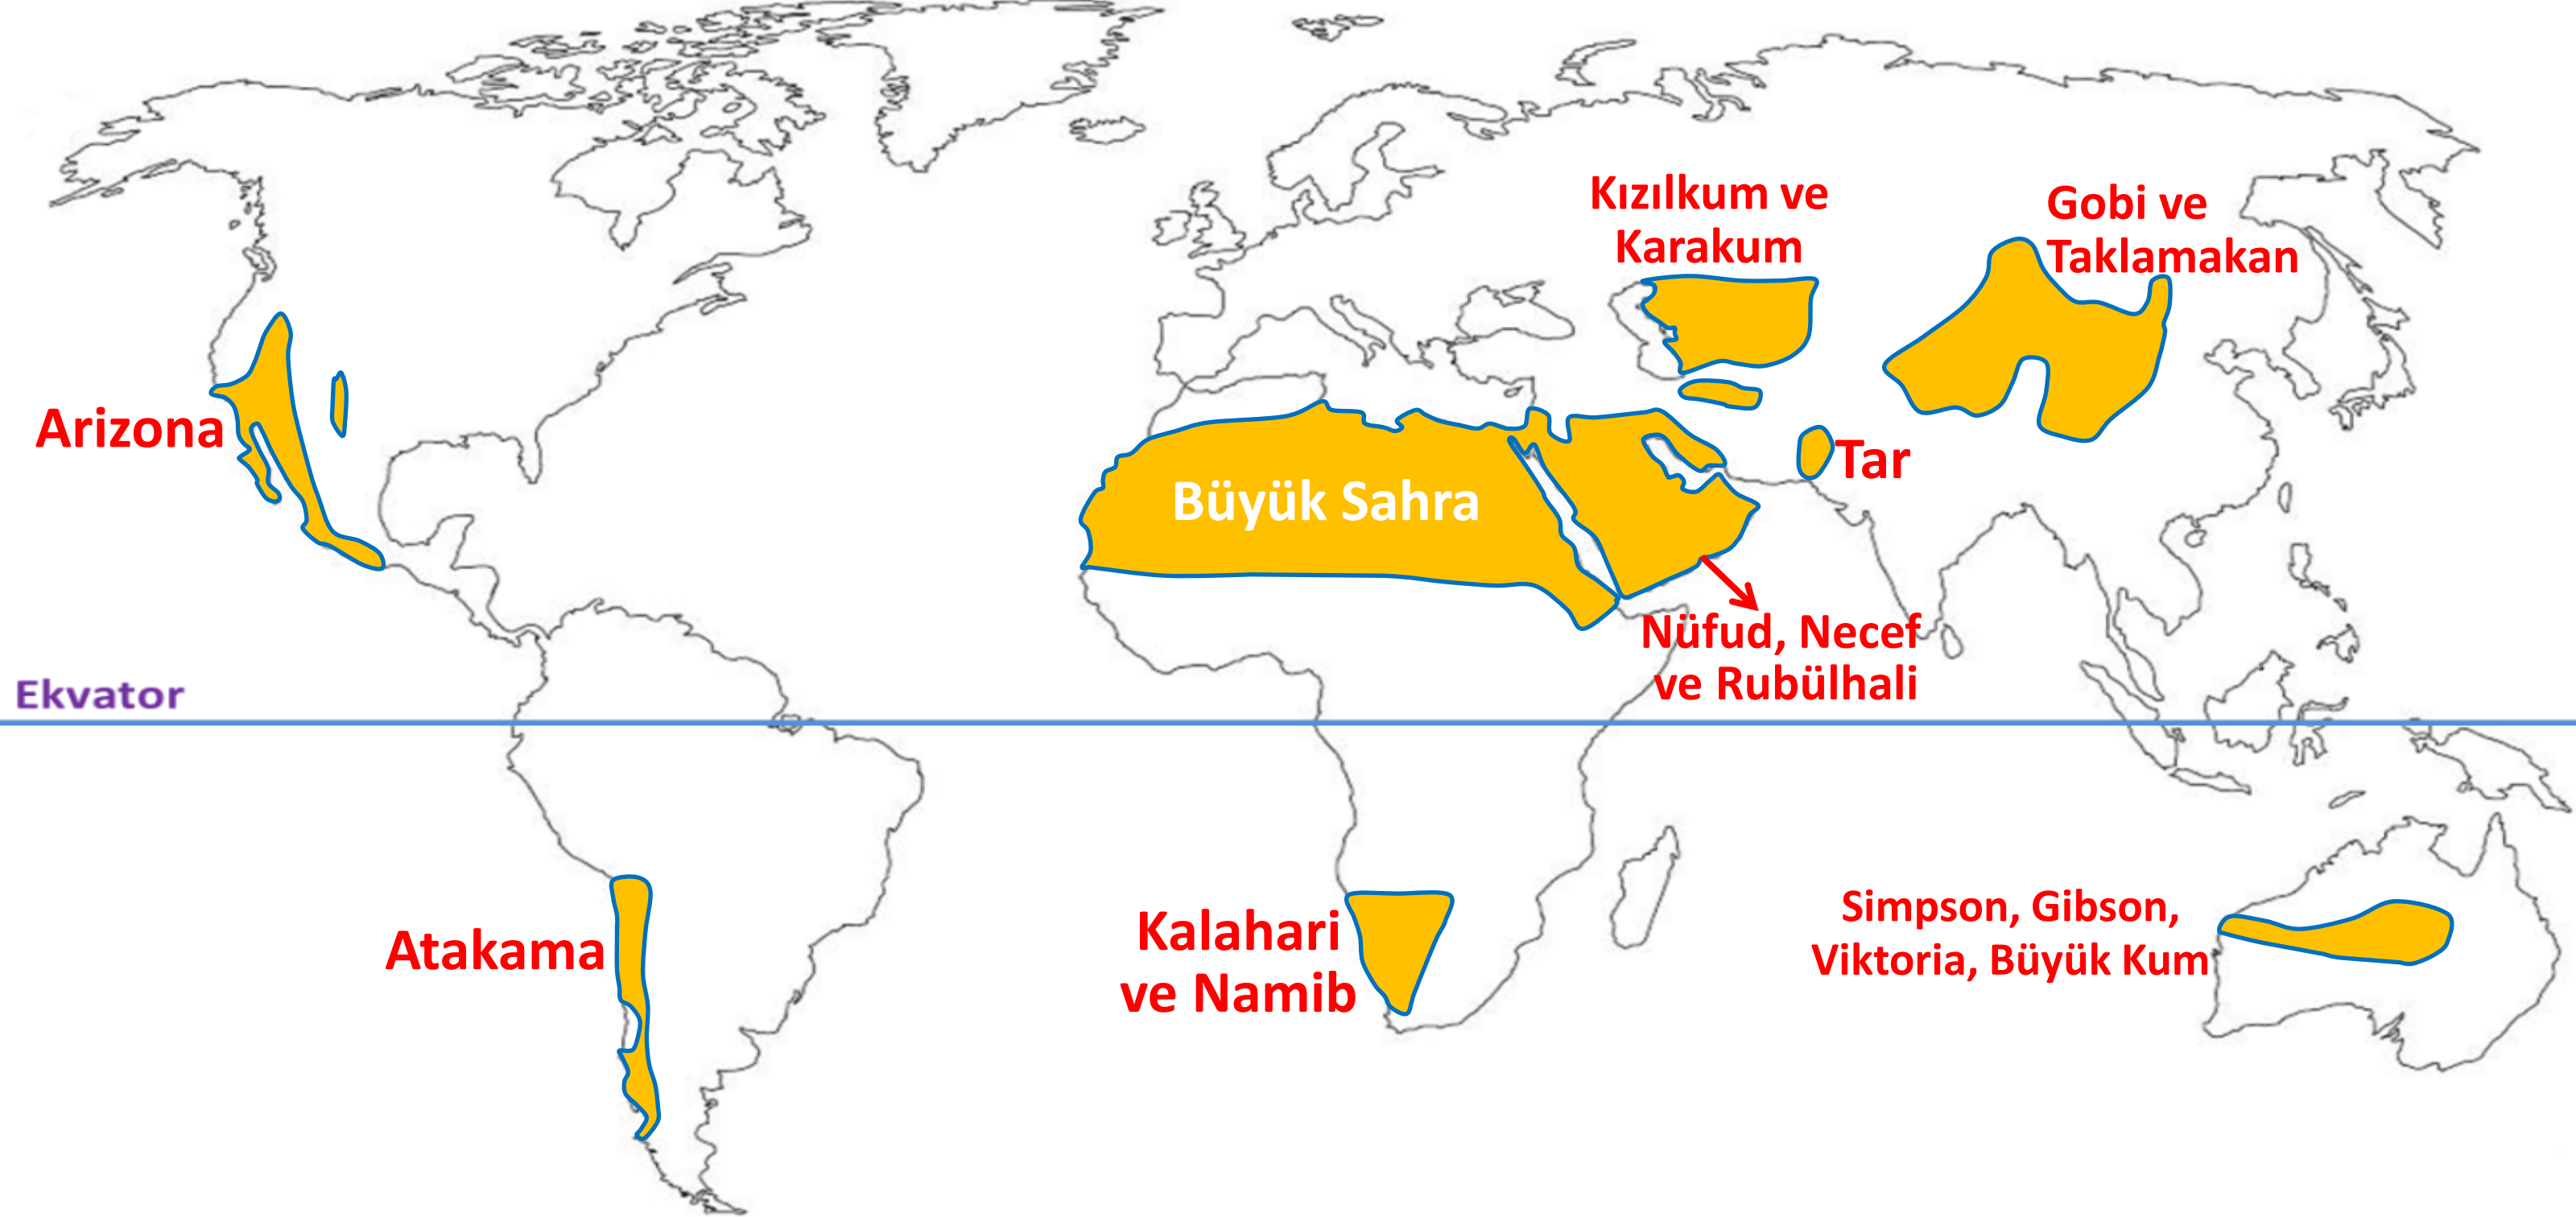 Kızılkum ve
Karakum
Gobi ve
Taklamakan
Arizona
Tar
Büyük Sahra
Nüfud, Necef
ve Rubülhali
Ekvator
Atakama
Kalahari
ve Namib
Simpson, Gibson,
Viktoria, Büyük Kum